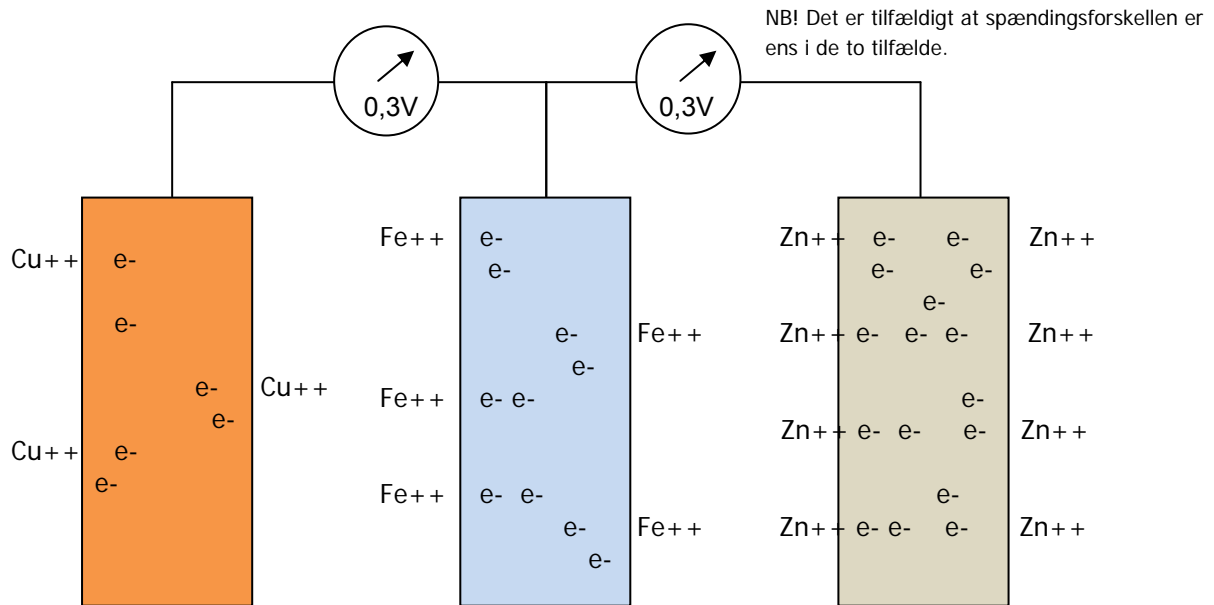 NB! Det er tilfældigt at spændingsforskellen er
ens i de to tilfælde.
0,3V 0,3V
Fe++ e- Zn++ e- e- Zn++
Cu++ e- e- e- e-
e-
e- e- Fe++ Zn++ e- e- e- Zn++
e-
e- Cu++ Fe++ e- e- e-
e- Zn++ e- e- e- Zn++
Cu++ e-
e- Fe++ e- e- e-
e- Fe++ Zn++ e- e- e- Zn++
e-